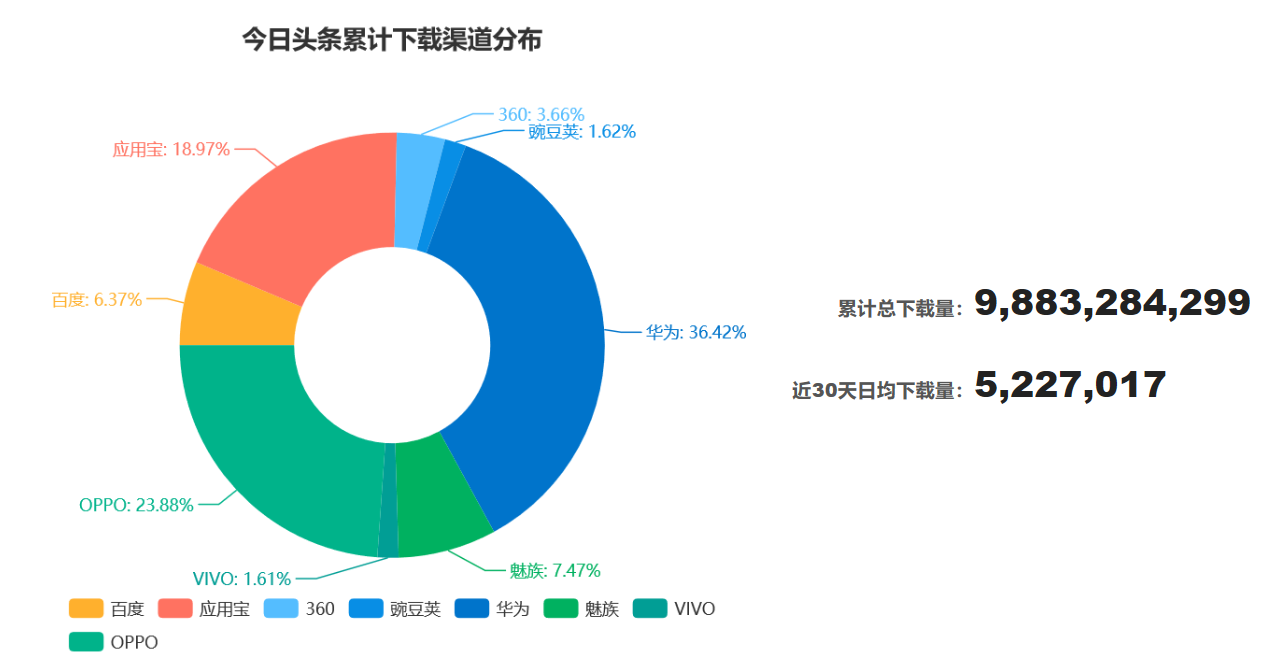 今日头条累计下载渠道分布
360: 3.66%
豌豆荚: 1.62%
应用宝: 18.97%
百度: 6.37%
华为: 36.42%
OPPO: 23.88%
魅族: 7.47%
VIVO: 1.61%
百度 应用宝 360 豌豆荚 华为 魅族 VIVO
OPPO
累计总下载量：9,883,284,299
近30天日均下载量：5,227,017